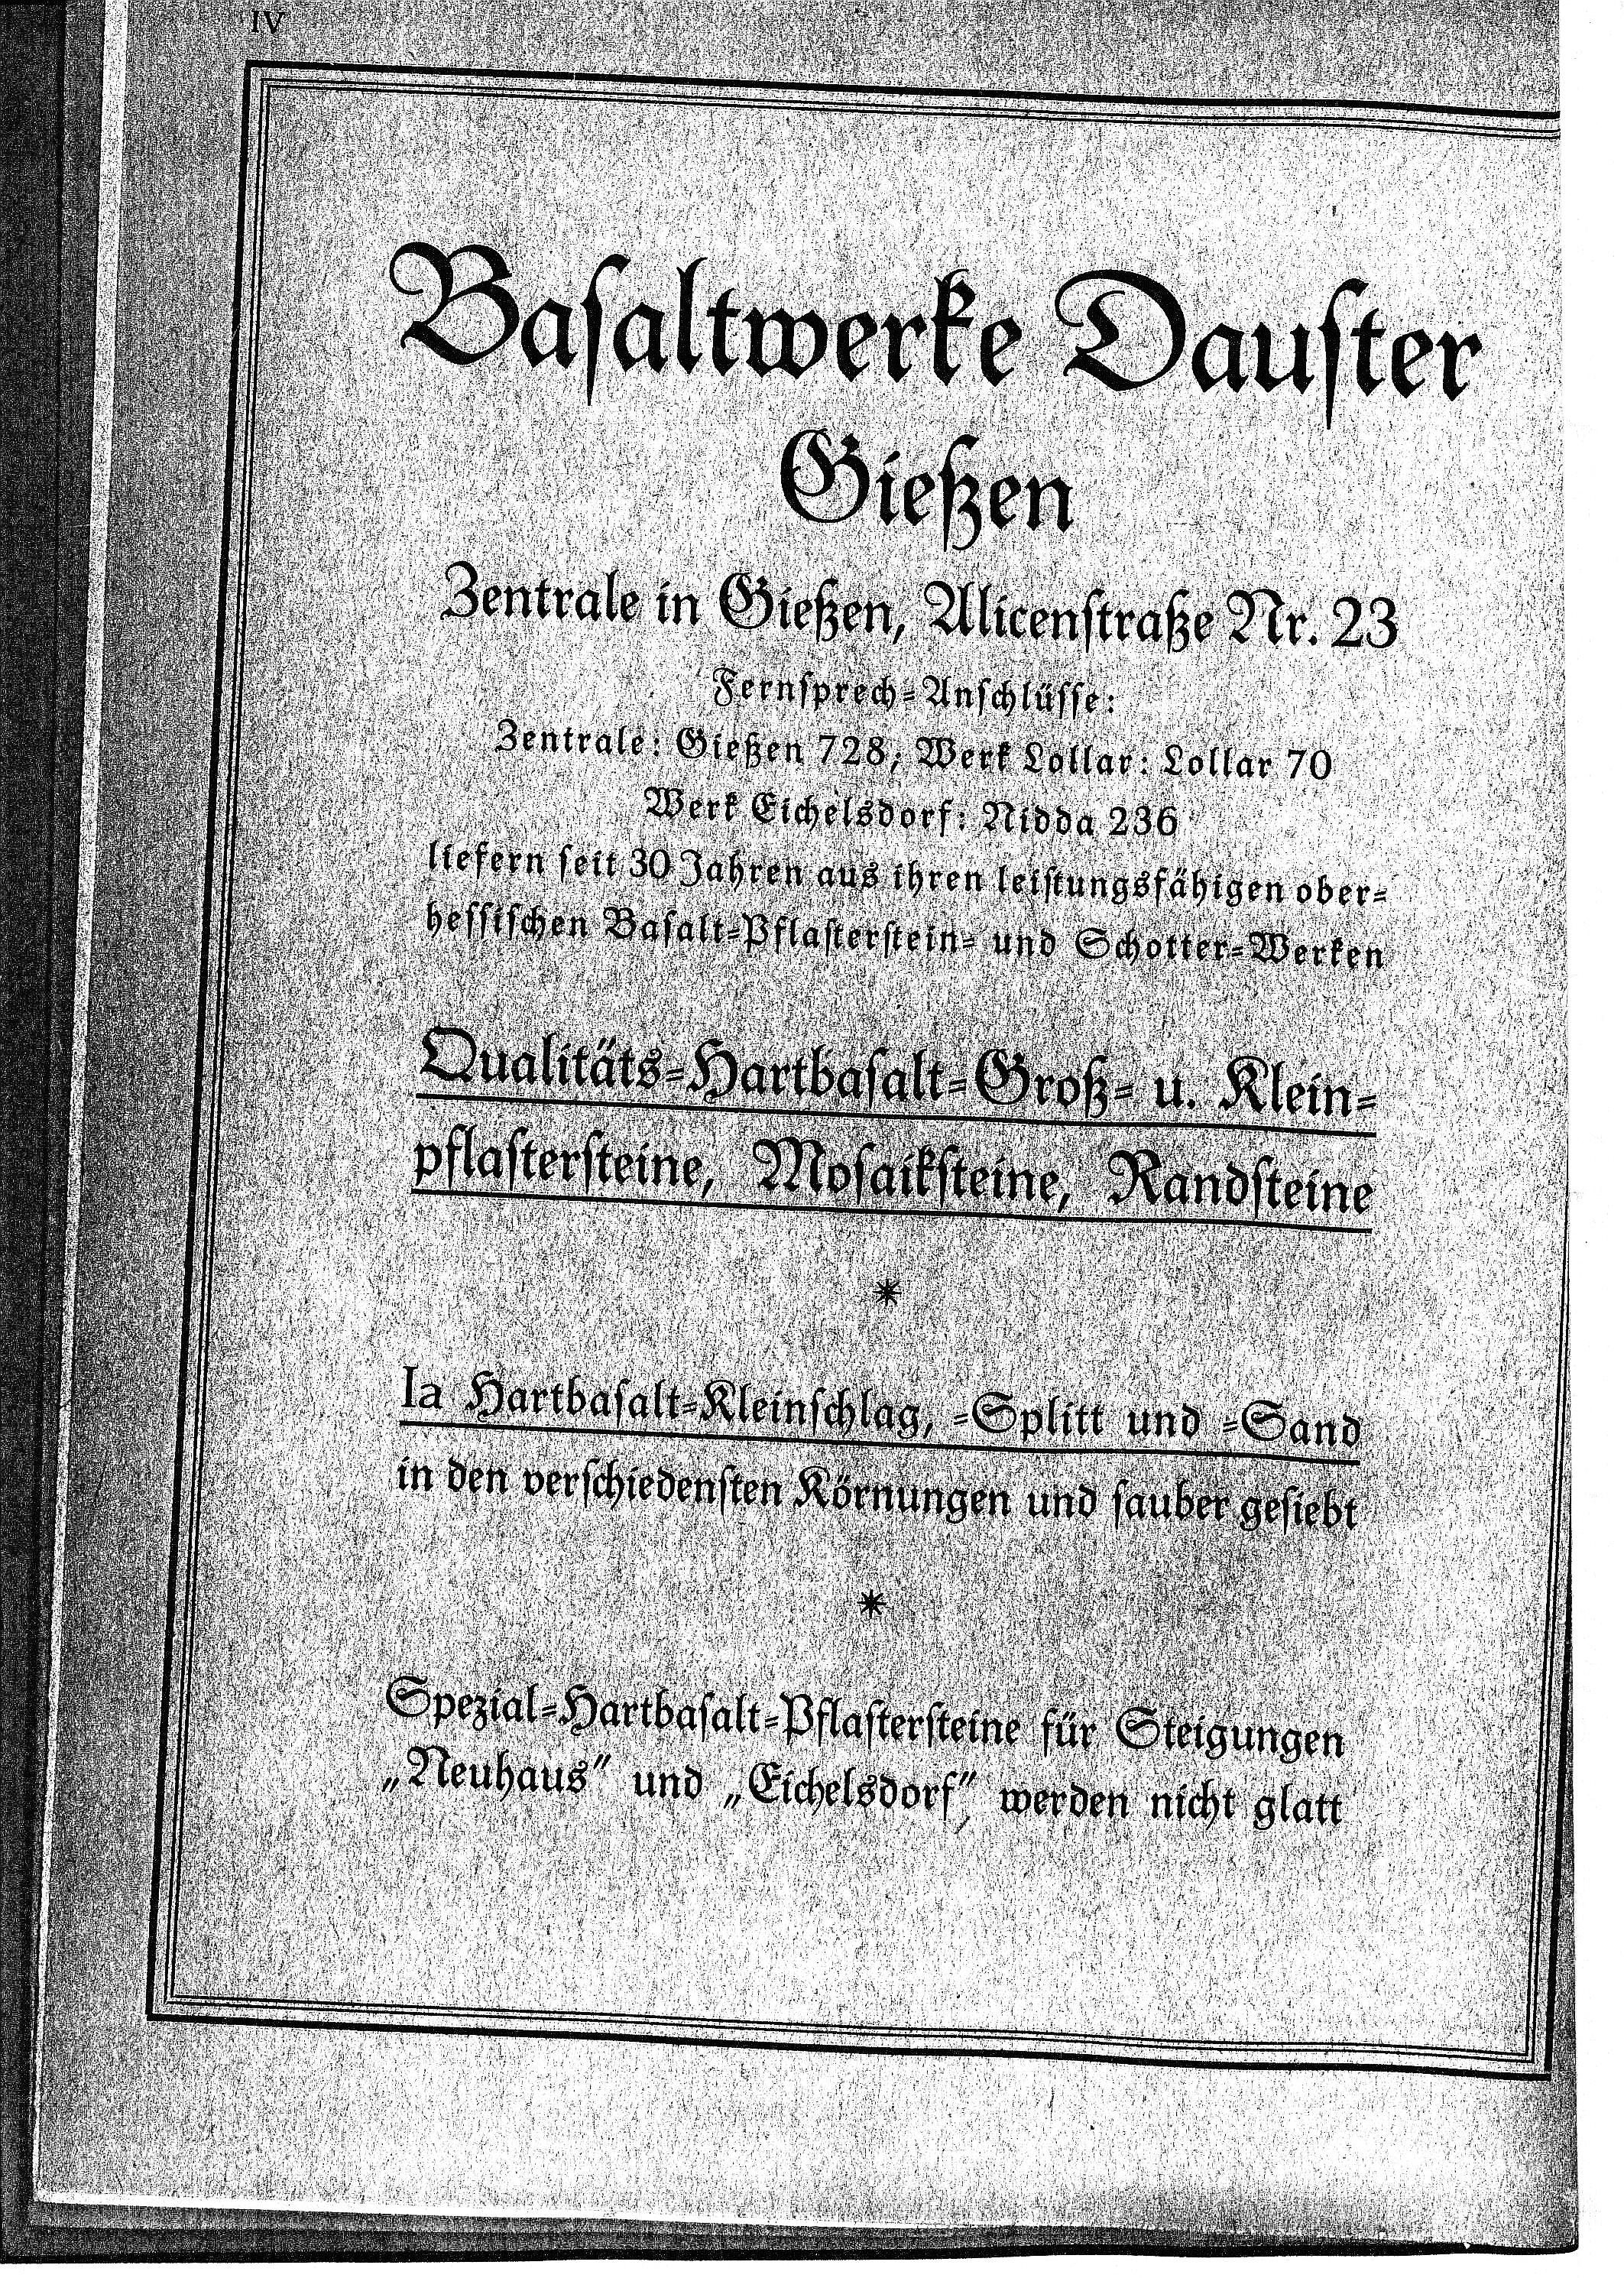 IV
Basaltwerke Dauster
Gießen
Zentrale in Gießen, Alicenstraße Nr. 23
Fernsprech-Anschlüsse:
Zentrale: Gießen 728; Werk Lollar: Lollar 70
Werk Eichelsdorf: Nidda 236
liefern seit 30 Jahren aus ihren leistungsfähigen ober-
hessischen Basalt-Pflasterstein- und Schotter-Werken
Qualitäts-Hartbasalt-Groß- u. Klein-
pflastersteine, Mosaiksteine, Randsteine
*
Ia Hartbasalt-Kleinschlag, -Splitt und -Sand
in den verschiedensten Körnungen und sauber gesiebt
*
Spezial-Hartbasalt-Pflastersteine für Steigungen
„Neuhaus" und „Eichelsdorf", werden nicht glatt